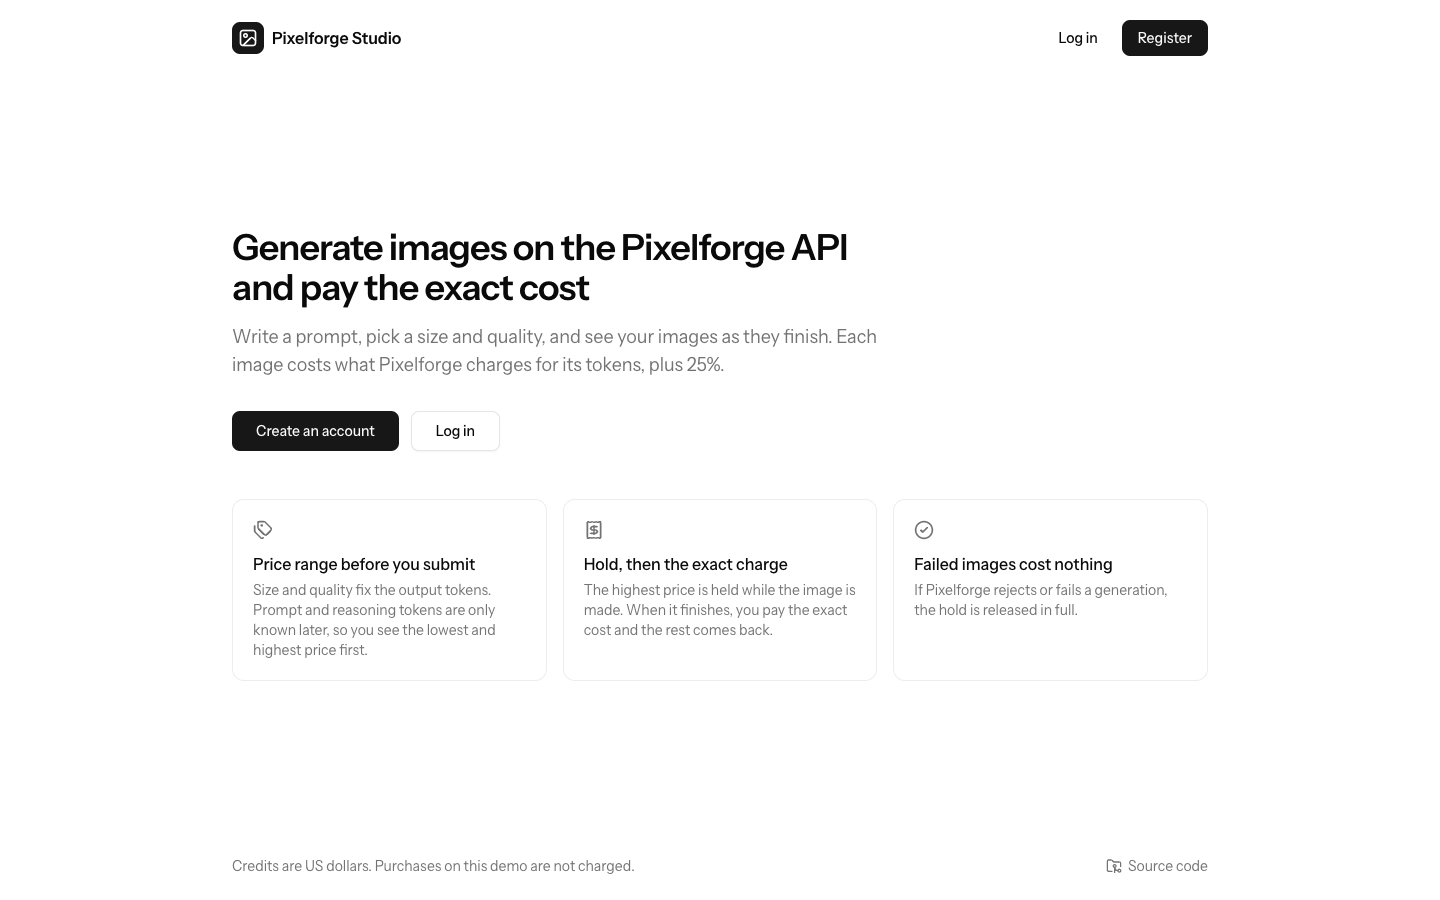 Pixelforge Studio
Log in
Register
Generate images on the Pixelforge API
and pay the exact cost
Write a prompt, pick a size and quality, and see your images as they finish. Each
image costs what Pixelforge charges for its tokens, plus 25%.
Create an account
Log in
Price range before you submit
Size and quality fix the output tokens.
Prompt and reasoning tokens are only
known later, so you see the lowest and
highest price first.
Hold, then the exact charge
The highest price is held while the image is
made. When it finishes, you pay the exact
cost and the rest comes back.
Failed images cost nothing
If Pixelforge rejects or fails a generation,
the hold is released in full.
Credits are US dollars. Purchases on this demo are not charged.
Source code